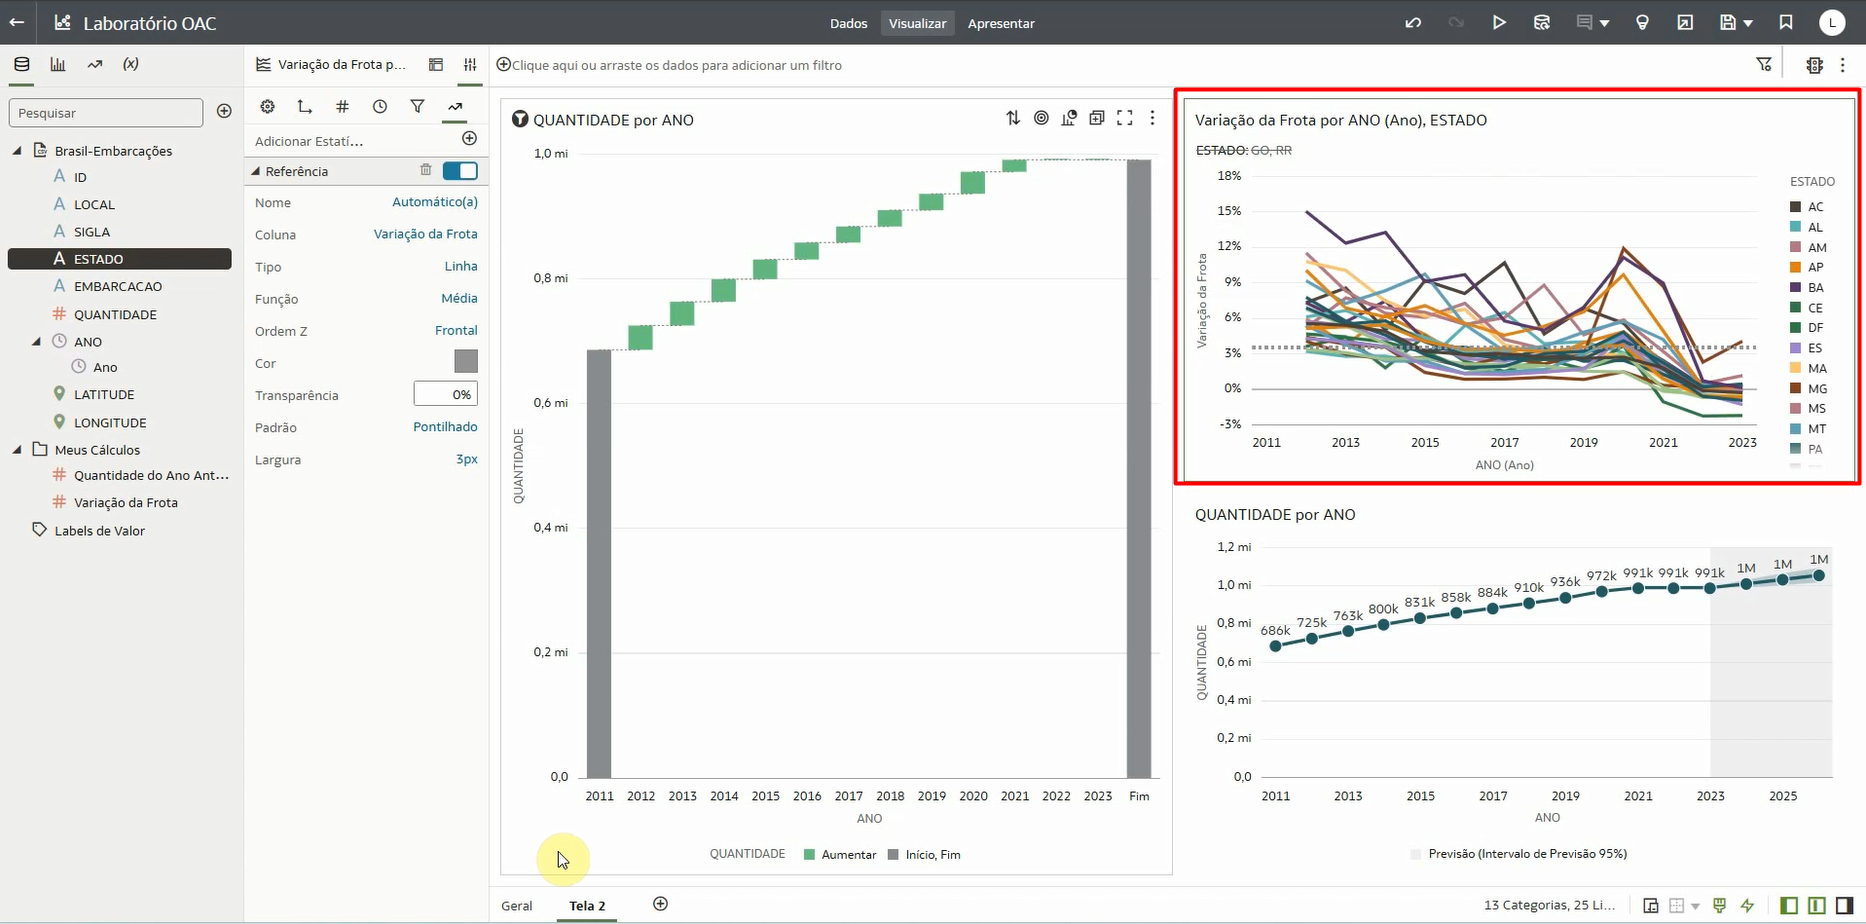 Laboratório OAC
Dados
Visualizar
Apresentar
L
(x)
Variação da Frota p...
Clique aqui ou arraste os dados para adicionar um filtro
Pesquisar
Brasil-Embarcações
A ID
A LOCAL
A SIGLA
A ESTADO
A EMBARCACAO
# QUANTIDADE
ANO
Ano
LATITUDE
LONGITUDE
Meus Cálculos
# Quantidade do Ano Ant...
# Variação da Frota
Labels de Valor
#
Adicionar Estatí...
Referência
Nome Automático(a)
Coluna Variação da Frota
Tipo Linha
Função Média
Ordem Z Frontal
Cor
Transparência 0%
Padrão Pontilhado
Largura 3px
QUANTIDADE por ANO
1,0 mi
0,8 mi
0,6 mi
0,4 mi
0,2 mi
0,0
QUANTIDADE
2011 2012 2013 2014 2015 2016 2017 2018 2019 2020 2021 2022 2023 Fim
ANO
QUANTIDADE Aumentar Início, Fim
Variação da Frota por ANO (Ano), ESTADO
ESTADO: GO, RR
18%
15%
12%
9%
6%
3%
0%
-3%
Variação da Frota
2011 2013 2015 2017 2019 2021 2023
ANO (Ano)
ESTADO
AC
AL
AM
AP
BA
CE
DF
ES
MA
MG
MS
MT
PA
QUANTIDADE por ANO
1,2 mi
1,0 mi
0,8 mi
0,6 mi
0,4 mi
0,2 mi
0,0
QUANTIDADE
686k 725k 763k 800k 831k 858k 884k 910k 936k 972k 991k 991k 991k 1M 1M 1M
2011 2013 2015 2017 2019 2021 2023 2025
ANO
Previsão (Intervalo de Previsão 95%)
Geral
Tela 2
13 Categorias, 25 Li...